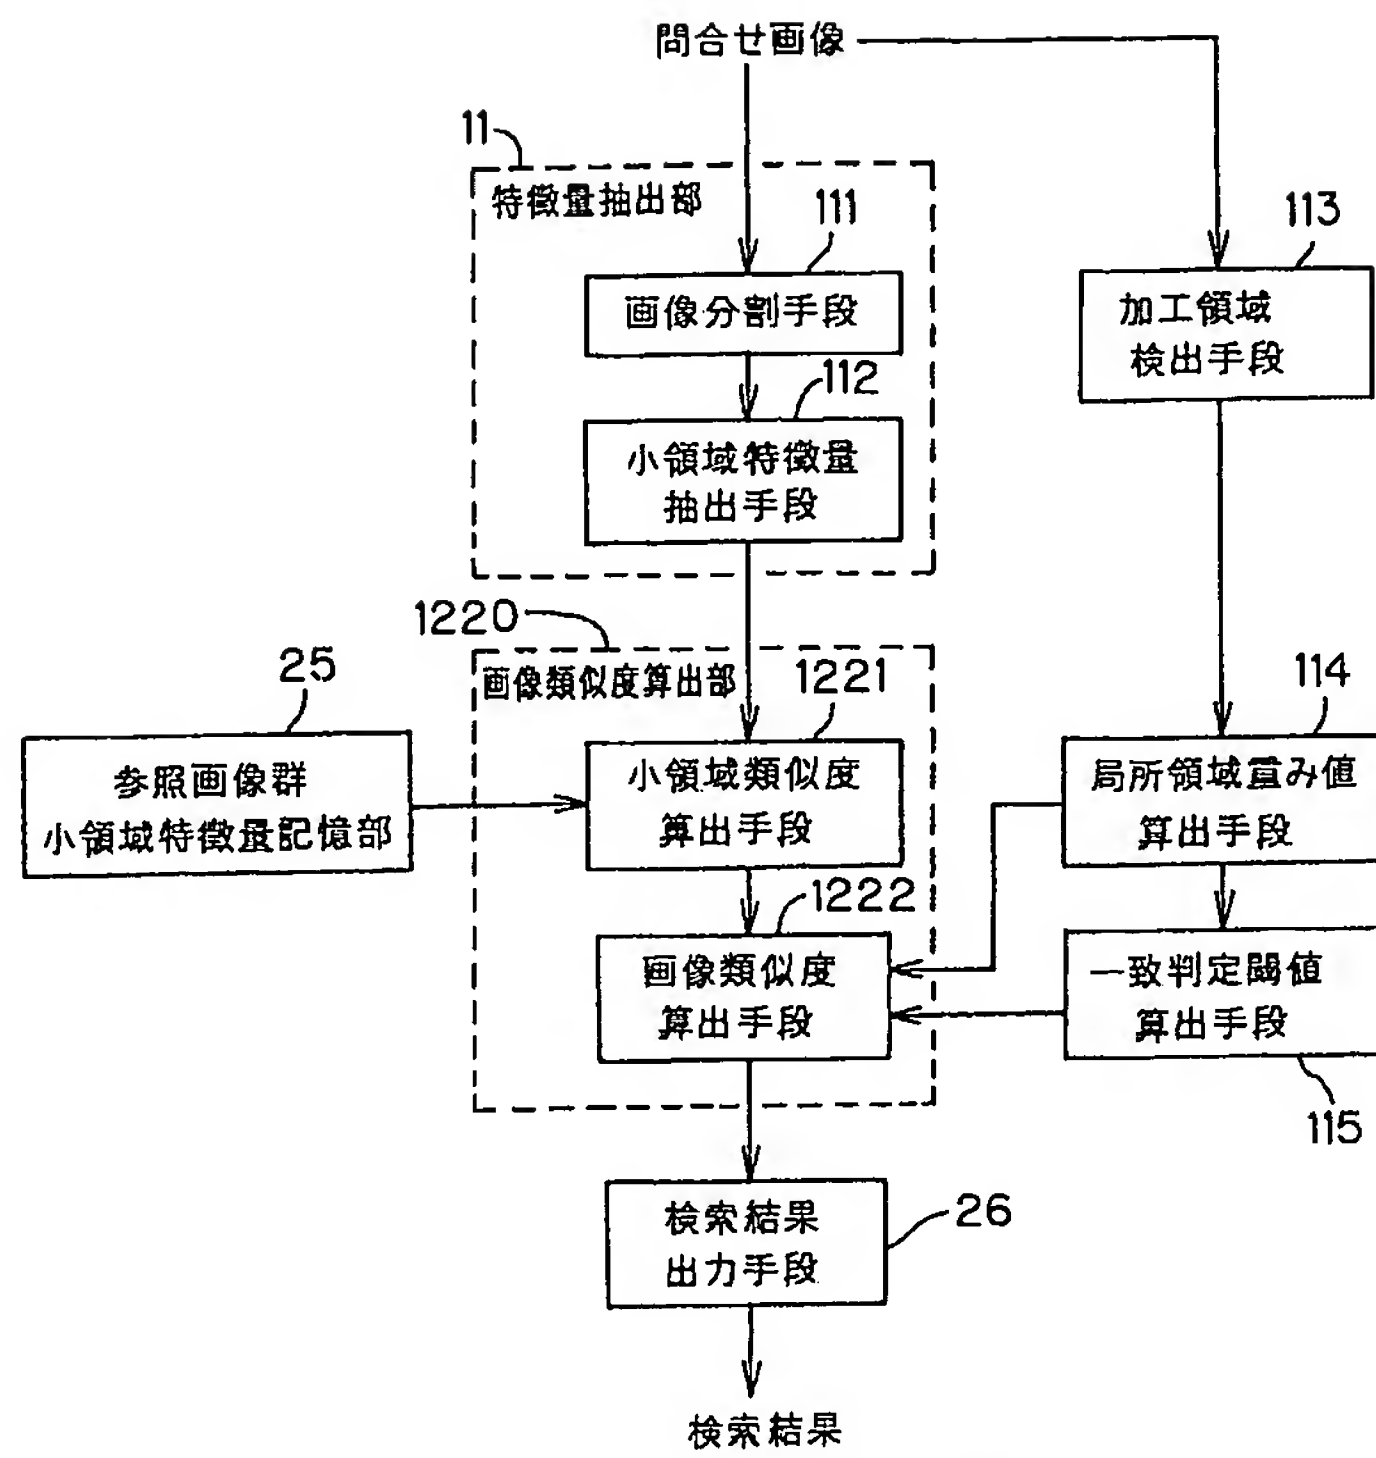 問合せ画像
11
特徴量抽出部
111
113
画像分割手段
加工領域
検出手段
112
小領域特徴量
抽出手段
1220
25
画像類似度算出部
1221
114
参照画像群
小領域特徴量記憶部
小領域類似度
算出手段
局所領域重み値
算出手段
1222
画像類似度
算出手段
一致判定閾値
算出手段
115
検索結果
出力手段
26
検索結果